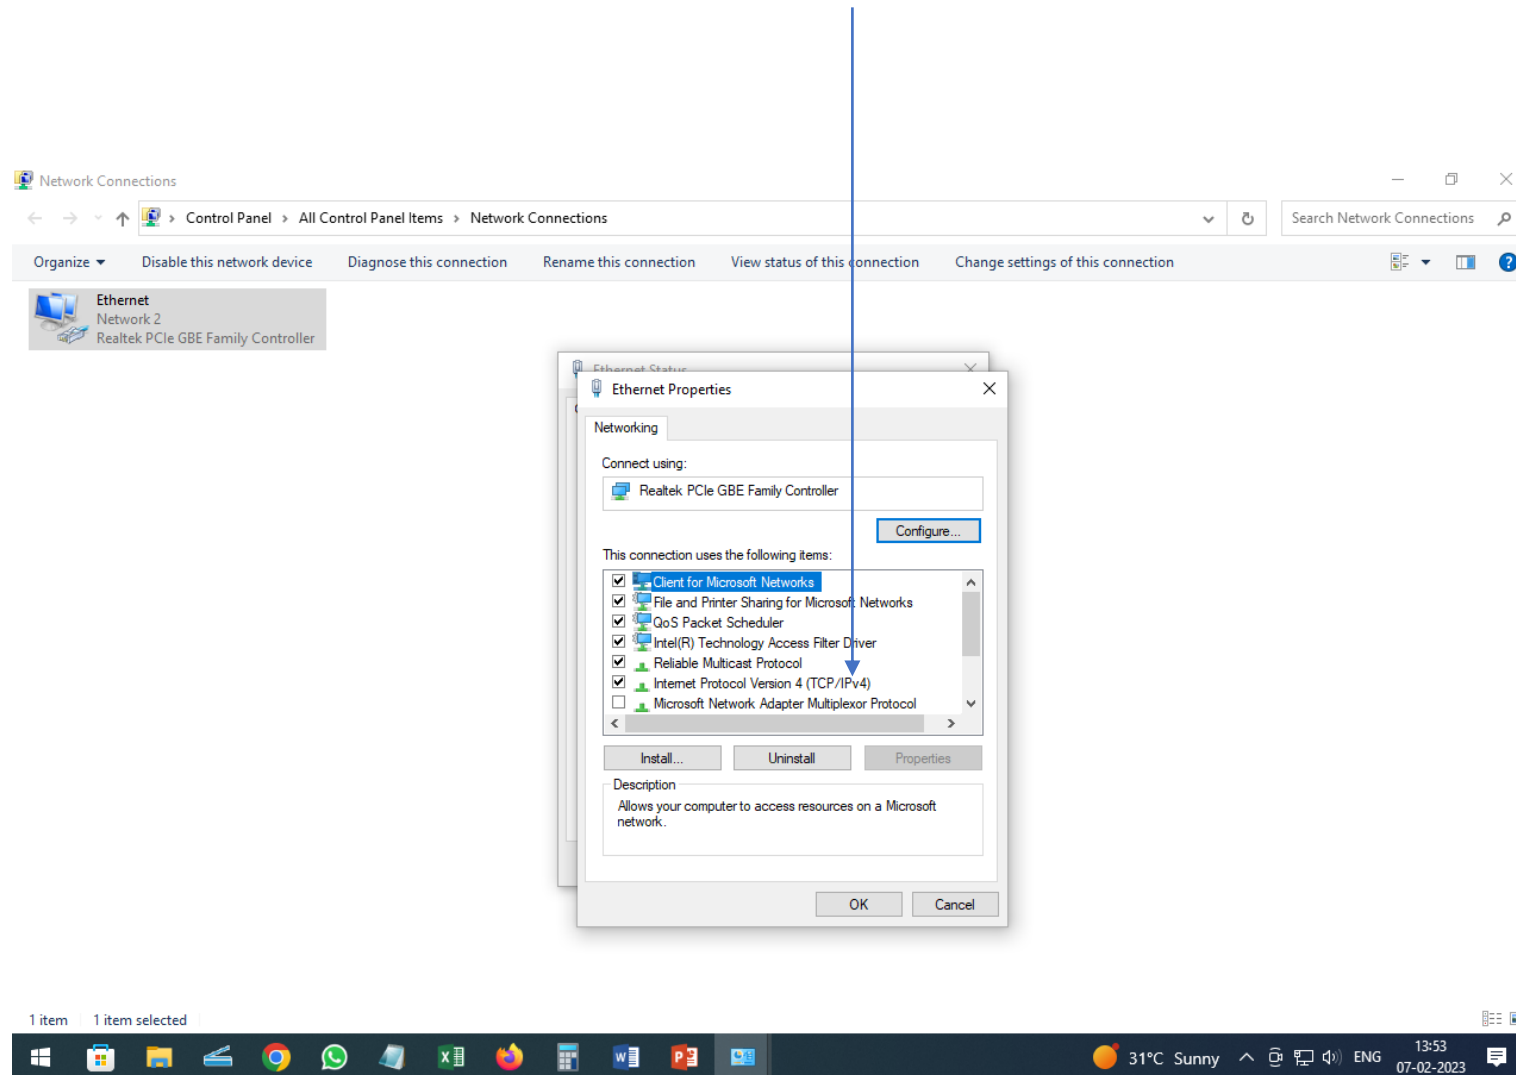 Network Connections
Control Panel > All Control Panel Items > Network Connections
Search Network Connections
Organize Disable this network device Diagnose this connection Rename this connection View status of this connection Change settings of this connection
Ethernet
Network 2
Realtek PCIe GBE Family Controller
Ethernet Status
Ethernet Properties
Networking
Connect using:
Realtek PCIe GBE Family Controller
Configure...
This connection uses the following items:
Client for Microsoft Networks
File and Printer Sharing for Microsoft Networks
QoS Packet Scheduler
Intel(R) Technology Access Filter Driver
Reliable Multicast Protocol
Internet Protocol Version 4 (TCP/IPv4)
Microsoft Network Adapter Multiplexor Protocol
Install... Uninstall Properties
Description
Allows your computer to access resources on a Microsoft
network.
OK Cancel
1 item 1 item selected
31°C Sunny ENG 13:53
07-02-2023